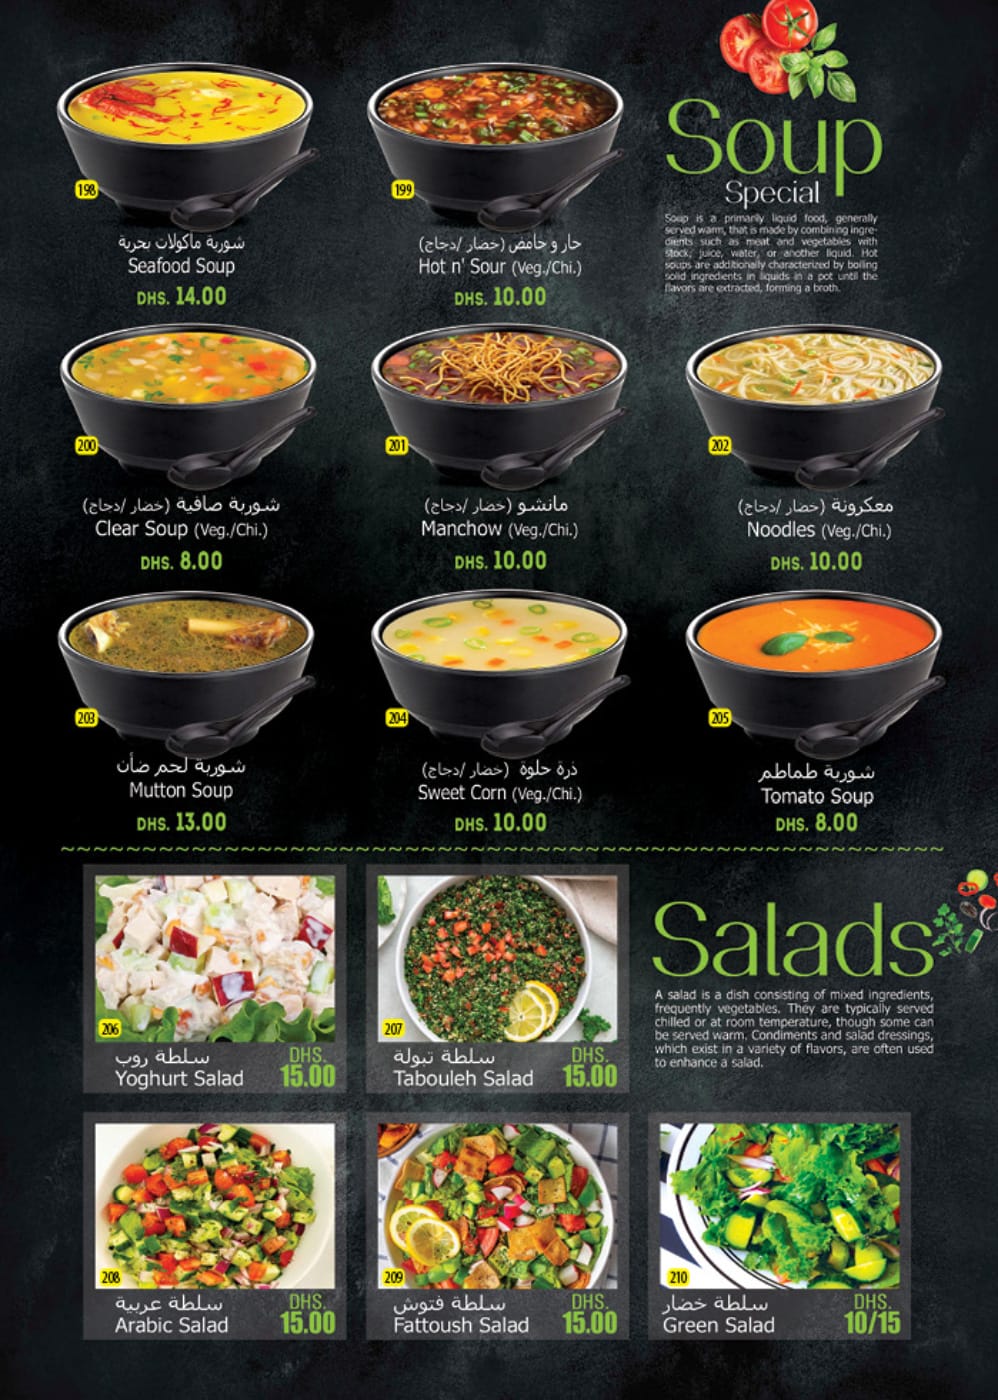 Soup
Special
Soup is a primarily liquid food, generally
served warm, that is made by combining ingre-
dients such as meat and vegetables with
stock, juice, water, or another liquid. Hot
soups are additionally characterized by boiling
solid ingredients in liquids in a pot until the
flavors are extracted, forming a broth.
198
شوربة ماكولات بحرية
Seafood Soup
DHS. 14.00
199
حار و حامض (خضار /دجاج)
Hot n' Sour (Veg./Chi.)
DHS. 10.00
200
شوربة صافية (خضار /دجاج)
Clear Soup (Veg./Chi.)
DHS. 8.00
201
مانشو (خضار /دجاج)
Manchow (Veg./Chi.)
DHS. 10.00
202
معكرونة (خضار /دجاج)
Noodles (Veg./Chi.)
DHS. 10.00
203
شوربة لحم ضأن
Mutton Soup
DHS. 13.00
204
ذرة حلوة (خضار /دجاج)
Sweet Corn (Veg./Chi.)
DHS. 10.00
205
شوربة طماطم
Tomato Soup
DHS. 8.00
Salads
A salad is a dish consisting of mixed ingredients,
frequently vegetables. They are typically served
chilled or at room temperature, though some can
be served warm. Condiments and salad dressings,
which exist in a variety of flavors, are often used
to enhance a salad.
206
سلطة روب
Yoghurt Salad
DHS.
15.00
207
سلطة تبولة
Tabouleh Salad
DHS.
15.00
208
سلطة عربية
Arabic Salad
DHS.
15.00
209
سلطة فتوش
Fattoush Salad
DHS.
15.00
210
سلطة خضار
Green Salad
DHS.
10/15